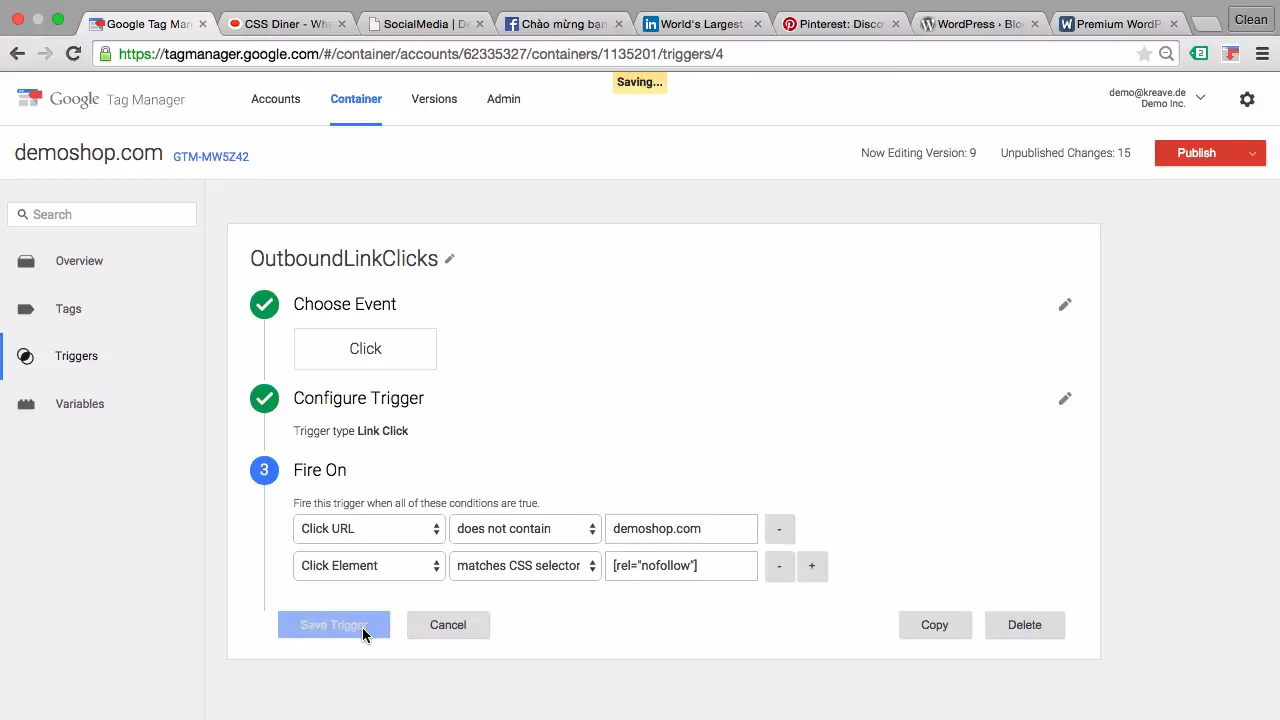 Google Tag Man
CSS Diner - Whe
SocialMedia | De
Chào mừng bạn
World's Largest
Pinterest: Disco
WordPress › Blo
Premium WordP
Clean
https://tagmanager.google.com/#/container/accounts/62335327/containers/1135201/triggers/4
2
Google Tag Manager
Accounts
Container
Versions
Admin
Saving...
demo@kreave.de
Demo Inc.
demoshop.com GTM-MW5Z42
Now Editing Version: 9
Unpublished Changes: 15
Publish
Search
Overview
Tags
Triggers
Variables
OutboundLinkClicks
Choose Event
Click
Configure Trigger
Trigger type Link Click
3 Fire On
Fire this trigger when all of these conditions are true.
Click URL does not contain demoshop.com -
Click Element matches CSS selector [rel="nofollow"] - +
Save Trigger Cancel Copy Delete